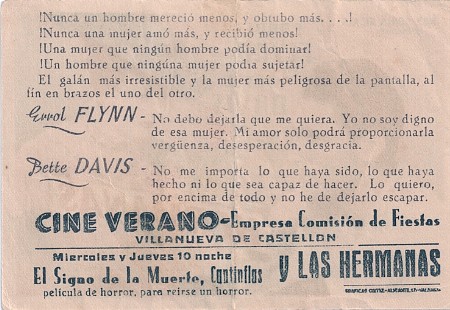 ¡Nunca un hombre mereció menos, y obtubo más. . . .!
¡Nunca una mujer amó más, y recibió menos!
¡Una mujer que ningún hombre podía dominar!
¡Un hombre que ningúna mujer podia sujetar!
El galán más irresistible y la mujer más peligrosa de la pantalla, al
fin en brazos el uno del otro.
Errol FLYNN - No debo dejarla que me quiera. Yo no soy digno
de esa mujer. Mi amor solo podrá proporcionarla
vergüenza, desesperación, desgracia.
Bette DAVIS - No me importa lo que haya sido, lo que haya
hecho ni lo que sea capaz de hacer. Lo quiero,
por encima de todo y no he de dejarlo escapar.
CINE VERANO-Empresa Comisión de Fiestas
VILLANUEVA DE CASTELLON
Miercoles y Jueves 10 noche
El Signo de la Muerte, Cantinflas y LAS HERMANAS
película de horror, para reirse un horror.